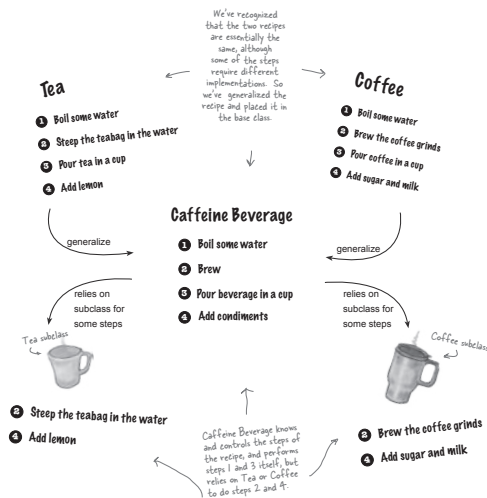 We've recognized
that the two recipes
are essentially the
same, although
some of the steps
require different
implementations. So
we've generalized the
recipe and placed it in
the base class.
Tea
1 Boil some water
2 Steep the teabag in the water
3 Pour tea in a cup
4 Add lemon
Coffee
1 Boil some water
2 Brew the coffee grinds
3 Pour coffee in a cup
4 Add sugar and milk
Caffeine Beverage
1 Boil some water
2 Brew
3 Pour beverage in a cup
4 Add condiments
generalize
generalize
relies on
subclass for
some steps
relies on
subclass for
some steps
Tea subclass
Coffee subclass
2 Steep the teabag in the water
4 Add lemon
Caffeine Beverage knows
and controls the steps of
the recipe, and performs
steps 1 and 3 itself, but
relies on Tea or Coffee
to do steps 2 and 4.
2 Brew the coffee grinds
4 Add sugar and milk